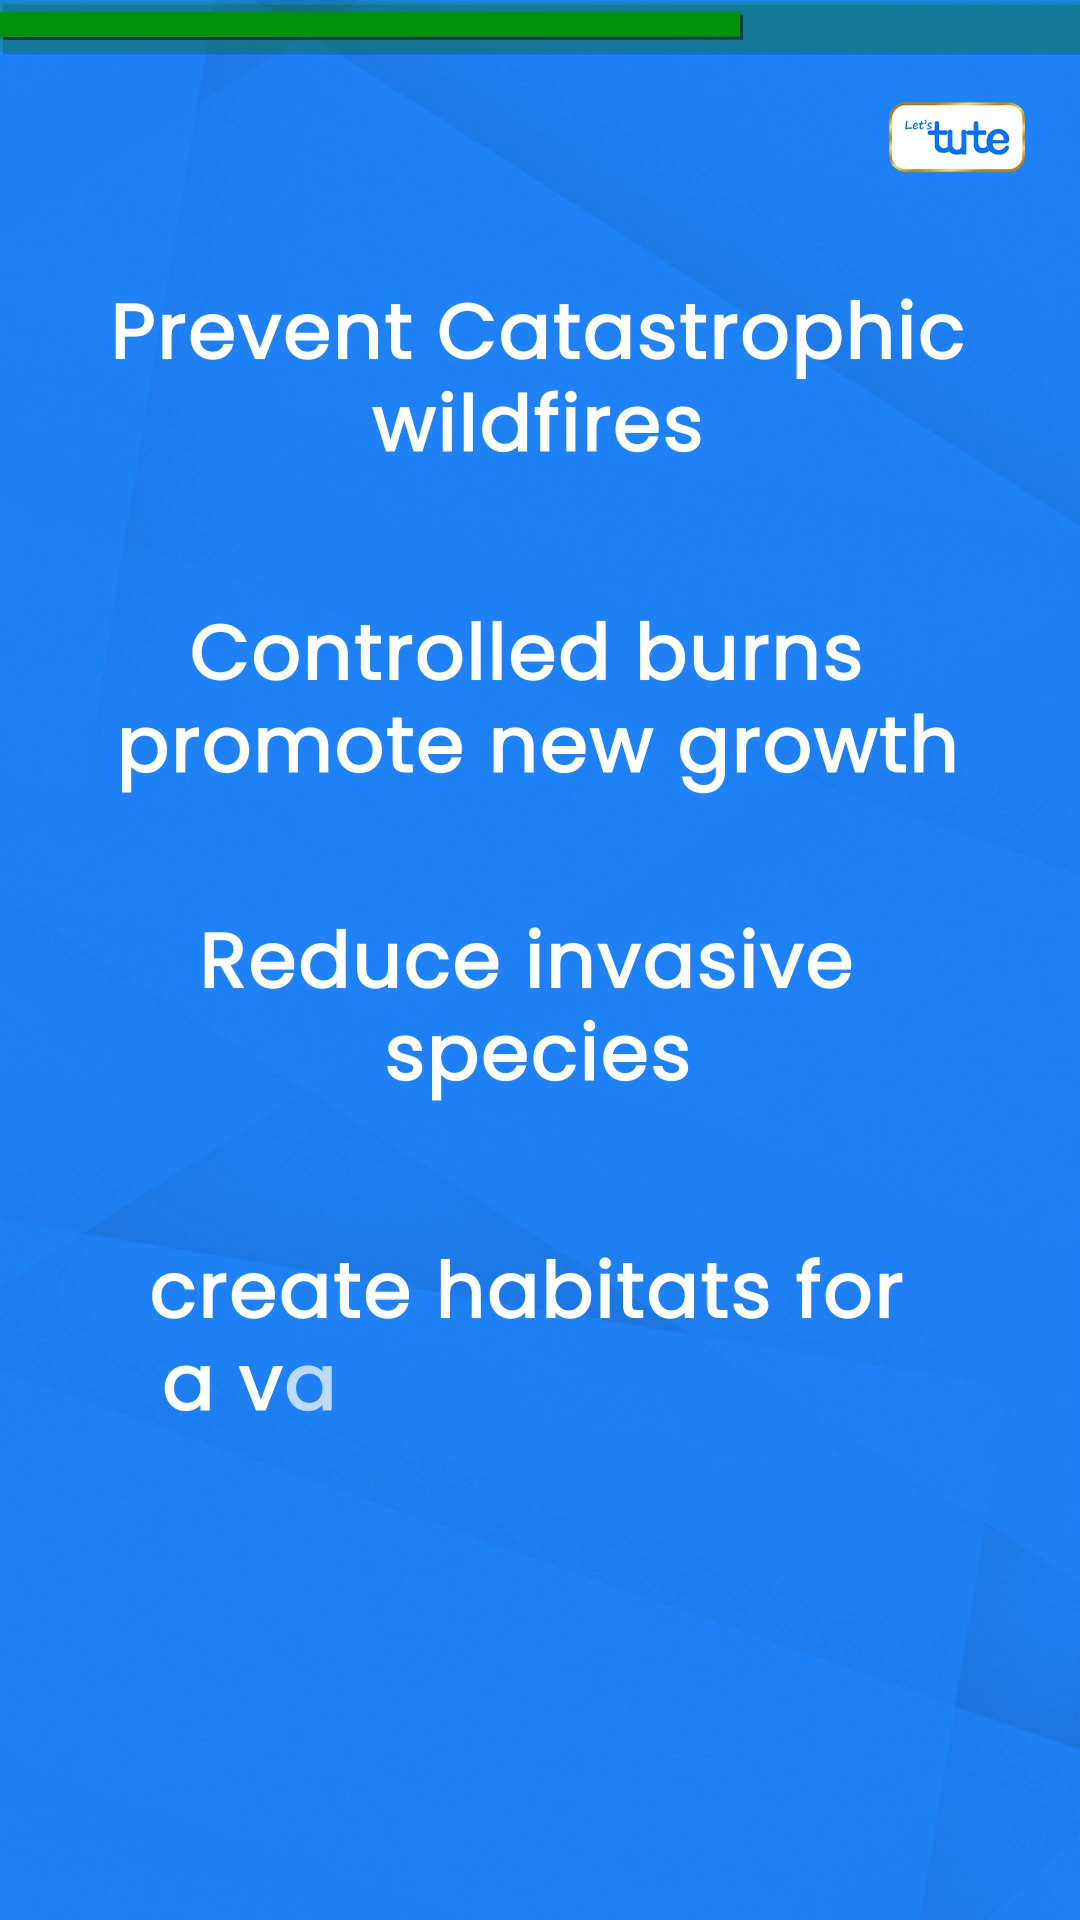 Let's
tute
Prevent Catastrophic
wildfires
Controlled burns
promote new growth
Reduce invasive
species
create habitats for
a va